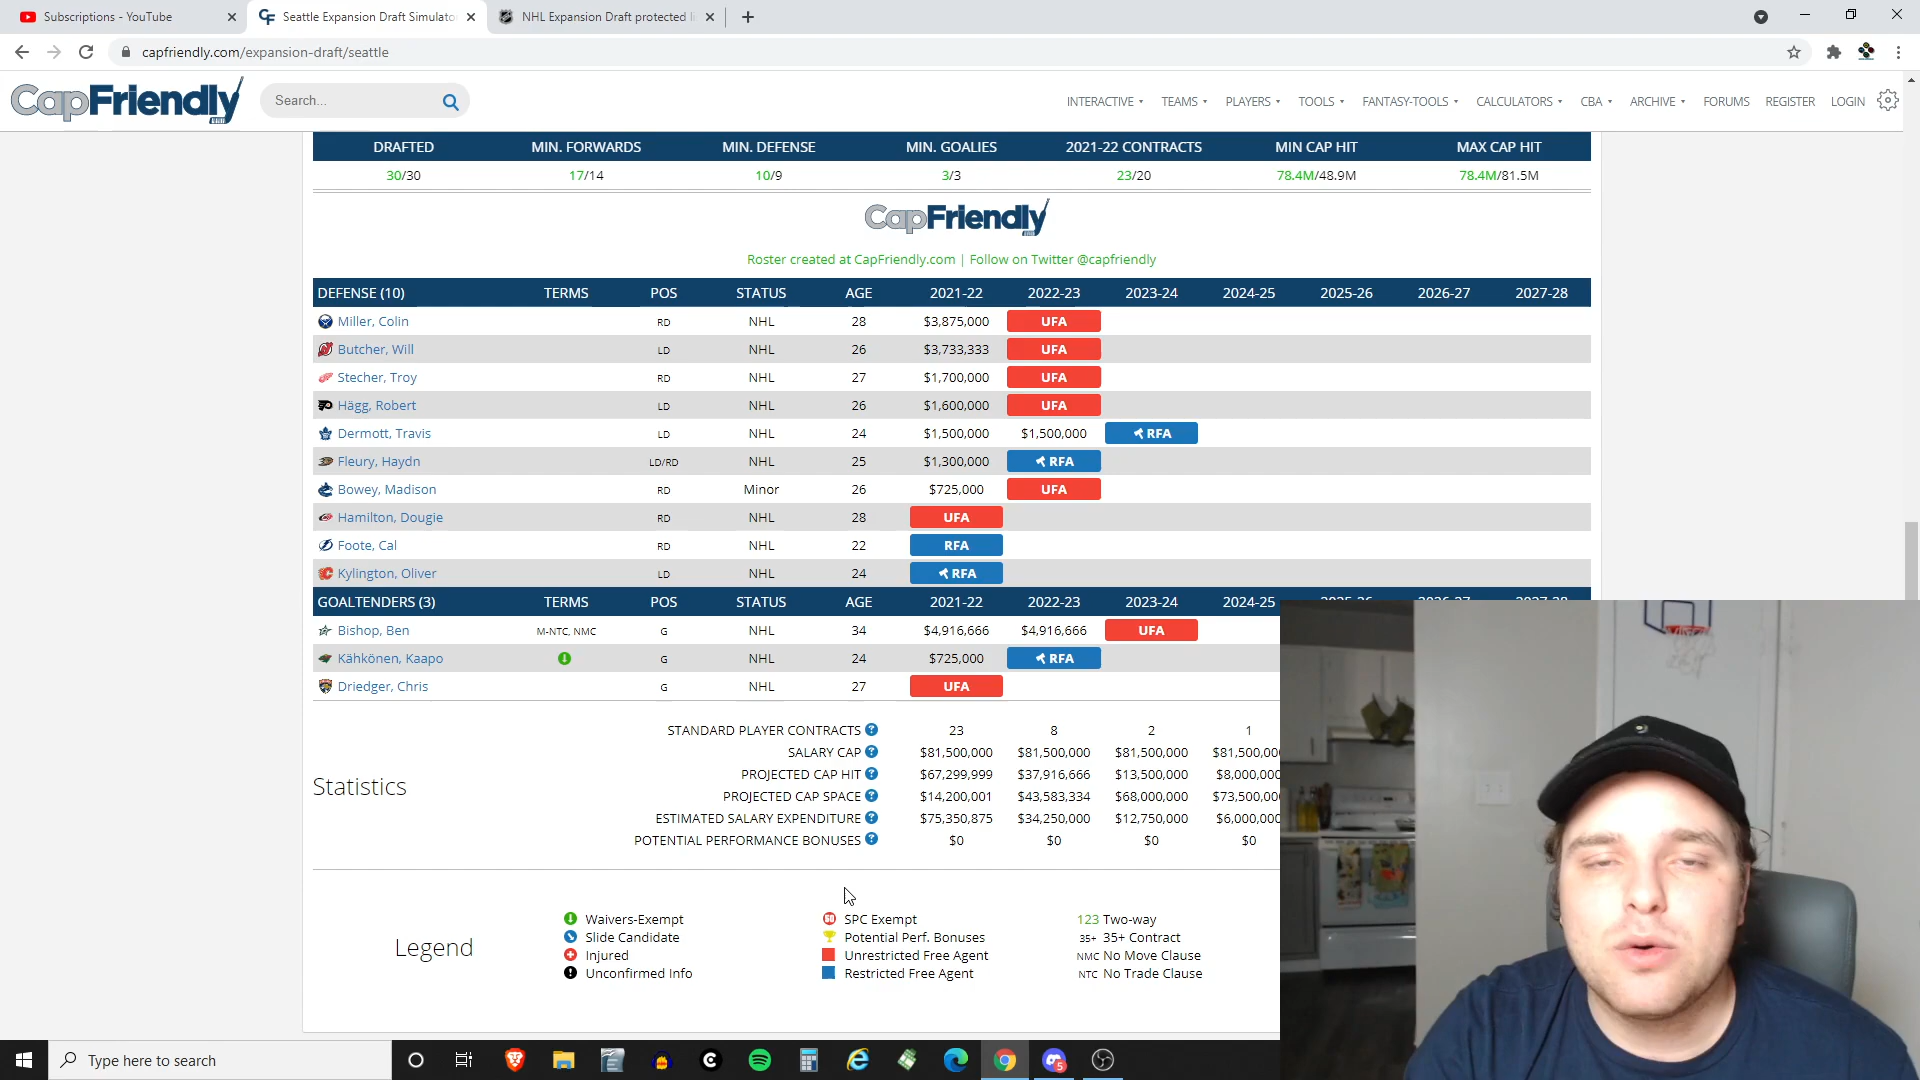 Subscriptions - YouTube
Seattle Expansion Draft Simulator
NHL Expansion Draft protected li
capfriendly.com/expansion-draft/seattle
CapFriendly
Search...
INTERACTIVE TEAMS PLAYERS TOOLS FANTASY-TOOLS CALCULATORS CBA ARCHIVE FORUMS REGISTER LOGIN
DRAFTED MIN. FORWARDS MIN. DEFENSE MIN. GOALIES 2021-22 CONTRACTS MIN CAP HIT MAX CAP HIT
30/30 17/14 10/9 3/3 23/20 78.4M/48.9M 78.4M/81.5M
CapFriendly
Roster created at CapFriendly.com | Follow on Twitter @capfriendly
DEFENSE (10) TERMS POS STATUS AGE 2021-22 2022-23 2023-24 2024-25 2025-26 2026-27 2027-28
Miller, Colin RD NHL 28 $3,875,000 UFA
Butcher, Will LD NHL 26 $3,733,333 UFA
Stecher, Troy RD NHL 27 $1,700,000 UFA
Hägg, Robert LD NHL 26 $1,600,000 UFA
Dermott, Travis LD NHL 24 $1,500,000 $1,500,000 RFA
Fleury, Haydn LD/RD NHL 25 $1,300,000 RFA
Bowey, Madison RD Minor 26 $725,000 UFA
Hamilton, Dougie RD NHL 28 UFA
Foote, Cal RD NHL 22 RFA
Kylington, Oliver LD NHL 24 RFA
GOALTENDERS (3) TERMS POS STATUS AGE 2021-22 2022-23 2023-24 2024-25
Bishop, Ben M-NTC, NMC G NHL 34 $4,916,666 $4,916,666 UFA
Kähkönen, Kaapo G NHL 24 $725,000 RFA
Driedger, Chris G NHL 27 UFA
Statistics
STANDARD PLAYER CONTRACTS 23 8 2 1
SALARY CAP $81,500,000 $81,500,000 $81,500,000 $81,500,000
PROJECTED CAP HIT $67,299,999 $37,916,666 $13,500,000 $8,000,000
PROJECTED CAP SPACE $14,200,001 $43,583,334 $68,000,000 $73,500,000
ESTIMATED SALARY EXPENDITURE $75,350,875 $34,250,000 $12,750,000 $6,000,000
POTENTIAL PERFORMANCE BONUSES $0 $0 $0 $0
Legend
Waivers-Exempt SPC Exempt 123 Two-way
Slide Candidate Potential Perf. Bonuses 35+ 35+ Contract
Injured Unrestricted Free Agent NMC No Move Clause
Unconfirmed Info Restricted Free Agent NTC No Trade Clause
Type here to search